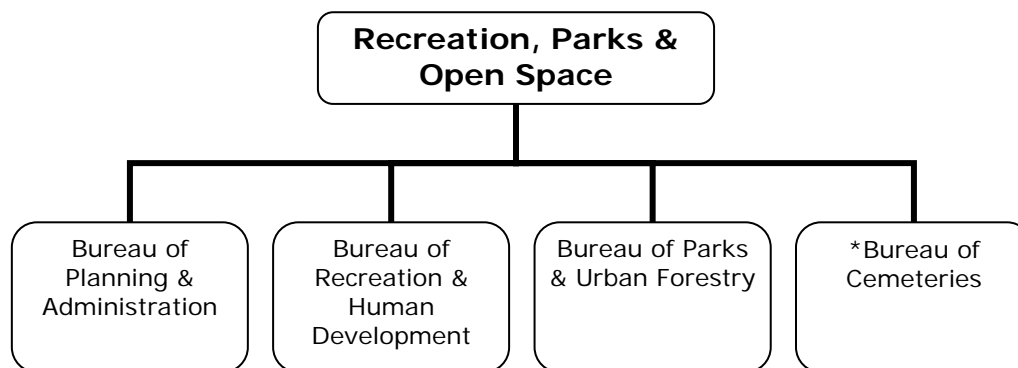 Recreation, Parks &
Open Space
Bureau of
Planning &
Administration
Bureau of
Recreation &
Human
Development
Bureau of Parks
& Urban Forestry
*Bureau of
Cemeteries